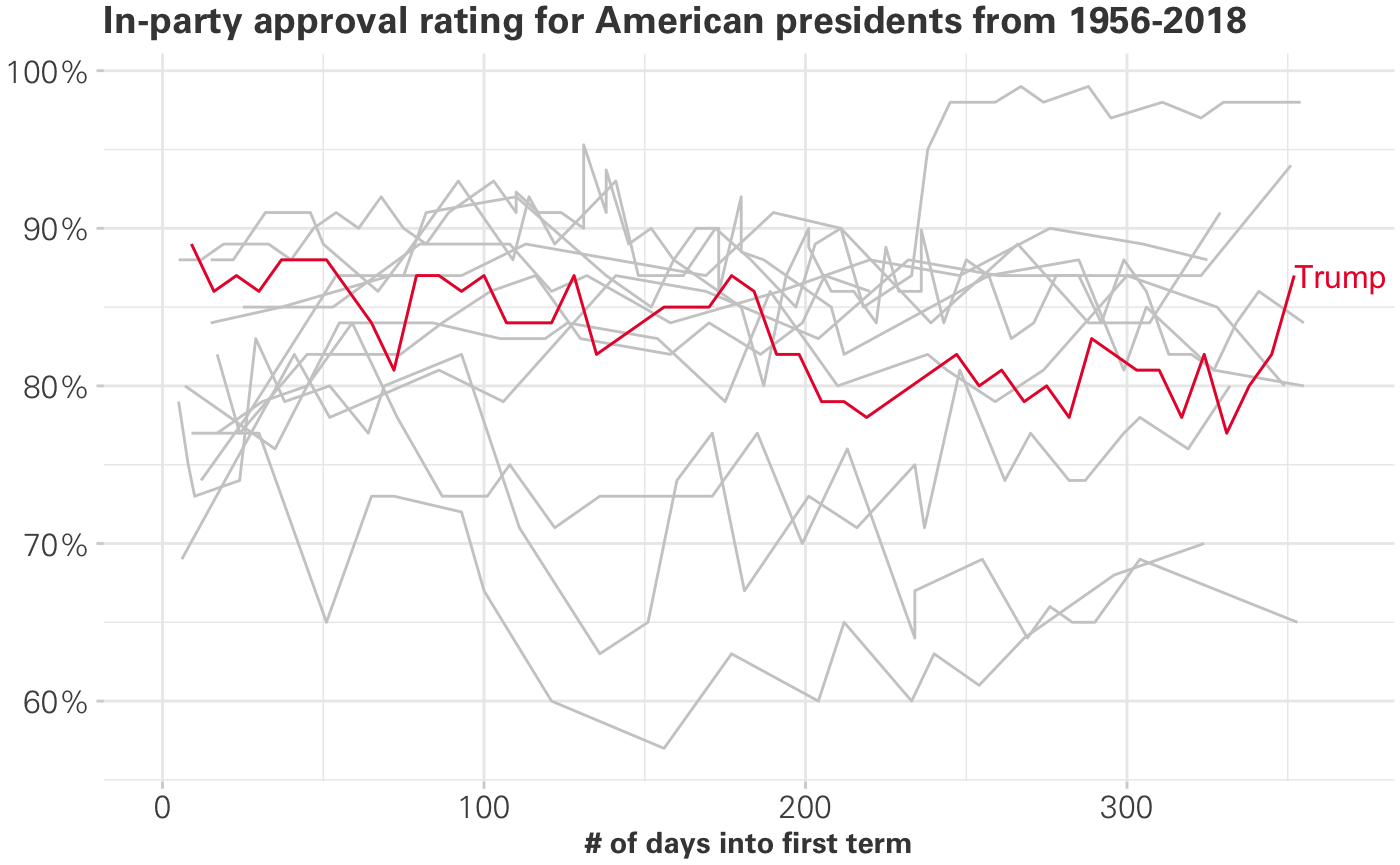 In-party approval rating for American presidents from 1956-2018
100%
90%
80%
70%
60%
Trump
0 100 200 300
# of days into first term